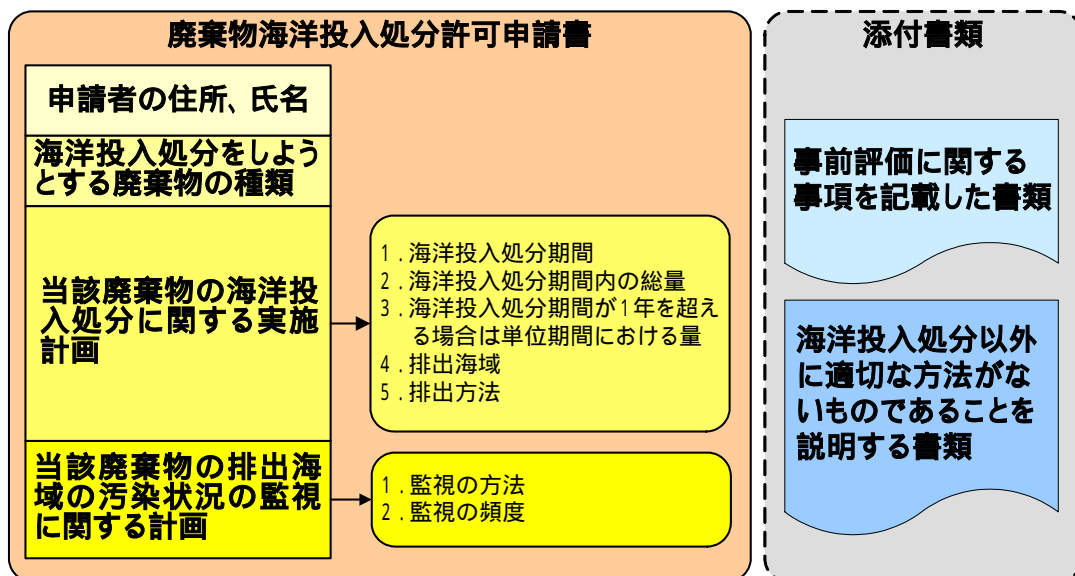 廃棄物海洋投入処分許可申請書
申請者の住所、氏名
海洋投入処分をしよう
とする廃棄物の種類
当該廃棄物の海洋投
入処分に関する実施
計画
1．海洋投入処分期間
2．海洋投入処分期間内の総量
3．海洋投入処分期間が1年を超え
る場合は単位期間における量
4．排出海域
5．排出方法
当該廃棄物の排出海
域の汚染状況の監視
に関する計画
1．監視の方法
2．監視の頻度
添付書類
事前評価に関する
事項を記載した書類
海洋投入処分以外
に適切な方法がな
いものであることを
説明する書類